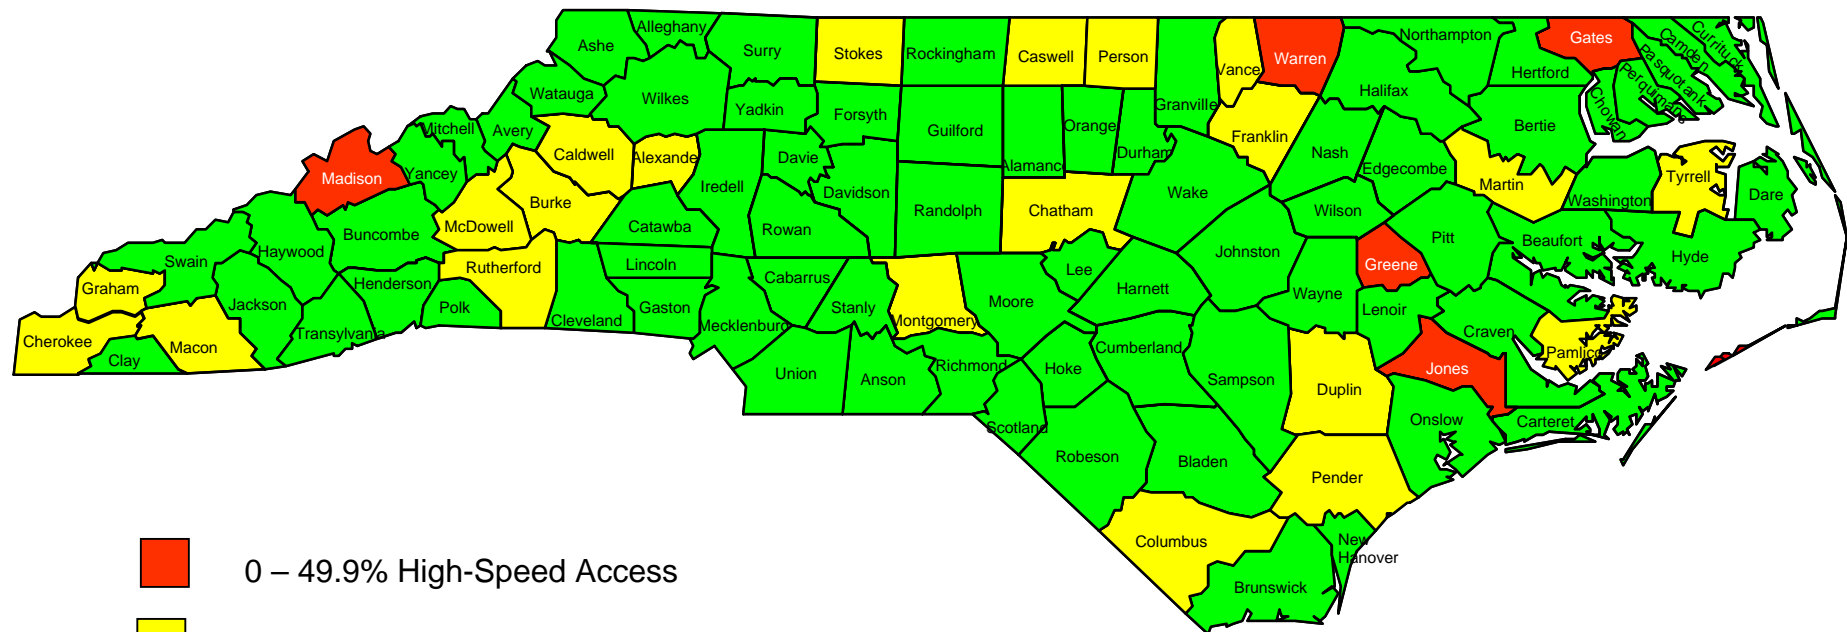 Alleghany
Ashe
Surry
Stokes
Rockingham
Caswell
Person
Vance
Warren
Northampton
Gates
Camden
Currituck
Pasquotank
Perquimans
Chowan
Hertford
Halifax
Granville
Watauga
Wilkes
Yadkin
Forsyth
Guilford
Orange
Durham
Alamance
Franklin
Nash
Edgecombe
Bertie
Mitchell
Avery
Caldwell
Alexande
Davie
Iredell
Davidson
Randolph
Chatham
Wake
Wilson
Martin
Washington
Tyrrell
Dare
Madison
Yancey
McDowell
Burke
Catawba
Rowan
Johnston
Greene
Pitt
Beaufort
Hyde
Buncombe
Haywood
Swain
Graham
Rutherford
Lincoln
Cabarrus
Lee
Harnett
Wayne
Henderson
Jackson
Polk
Cleveland
Gaston
Mecklenburg
Stanly
Montgomery
Moore
Lenoir
Craven
Pamlico
Transylvania
Cherokee
Clay
Macon
Union
Anson
Richmond
Hoke
Cumberland
Sampson
Duplin
Jones
Onslow
Carteret
Scotland
Robeson
Bladen
Pender
Columbus
New
Hanover
Brunswick
0 – 49.9% High-Speed Access